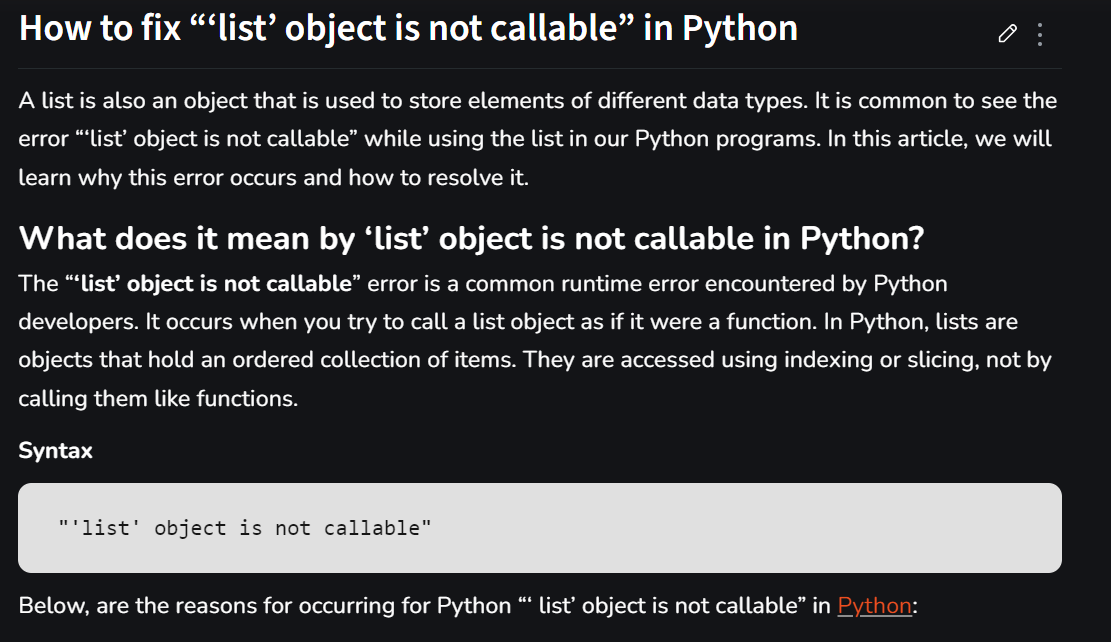 How to fix “‘list’ object is not callable” in Python
A list is also an object that is used to store elements of different data types. It is common to see the
error “‘list’ object is not callable” while using the list in our Python programs. In this article, we will
learn why this error occurs and how to resolve it.
What does it mean by ‘list’ object is not callable in Python?
The “‘list’ object is not callable” error is a common runtime error encountered by Python
developers. It occurs when you try to call a list object as if it were a function. In Python, lists are
objects that hold an ordered collection of items. They are accessed using indexing or slicing, not by
calling them like functions.
Syntax
"'list' object is not callable"
Below, are the reasons for occurring for Python “‘ list’ object is not callable” in Python: